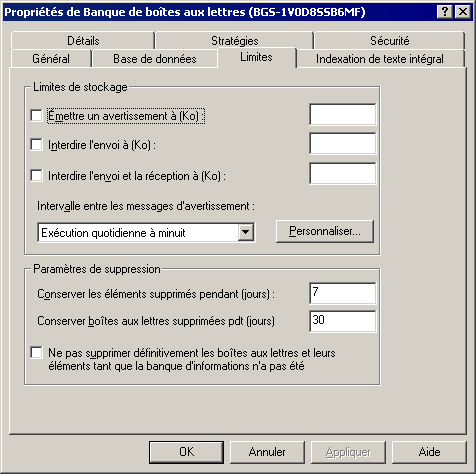 Propriétés de Banque de boîtes aux lettres (BGS-1V0D8SSB6MF)
Détails
Stratégies
Sécurité
Général
Base de données
Limites
Indexation de texte intégral
Limites de stockage
Émettre un avertissement à (Ko) :
Interdire l'envoi à (Ko) :
Interdire l'envoi et la réception à (Ko) :
Intervalle entre les messages d'avertissement :
Exécution quotidienne à minuit
Personnaliser...
Paramètres de suppression
Conserver les éléments supprimés pendant (jours) :
7
Conserver boîtes aux lettres supprimées pdt (jours)
30
Ne pas supprimer définitivement les boîtes aux lettres et leurs
éléments tant que la banque d'informations n'a pas été
OK
Annuler
Appliquer
Aide